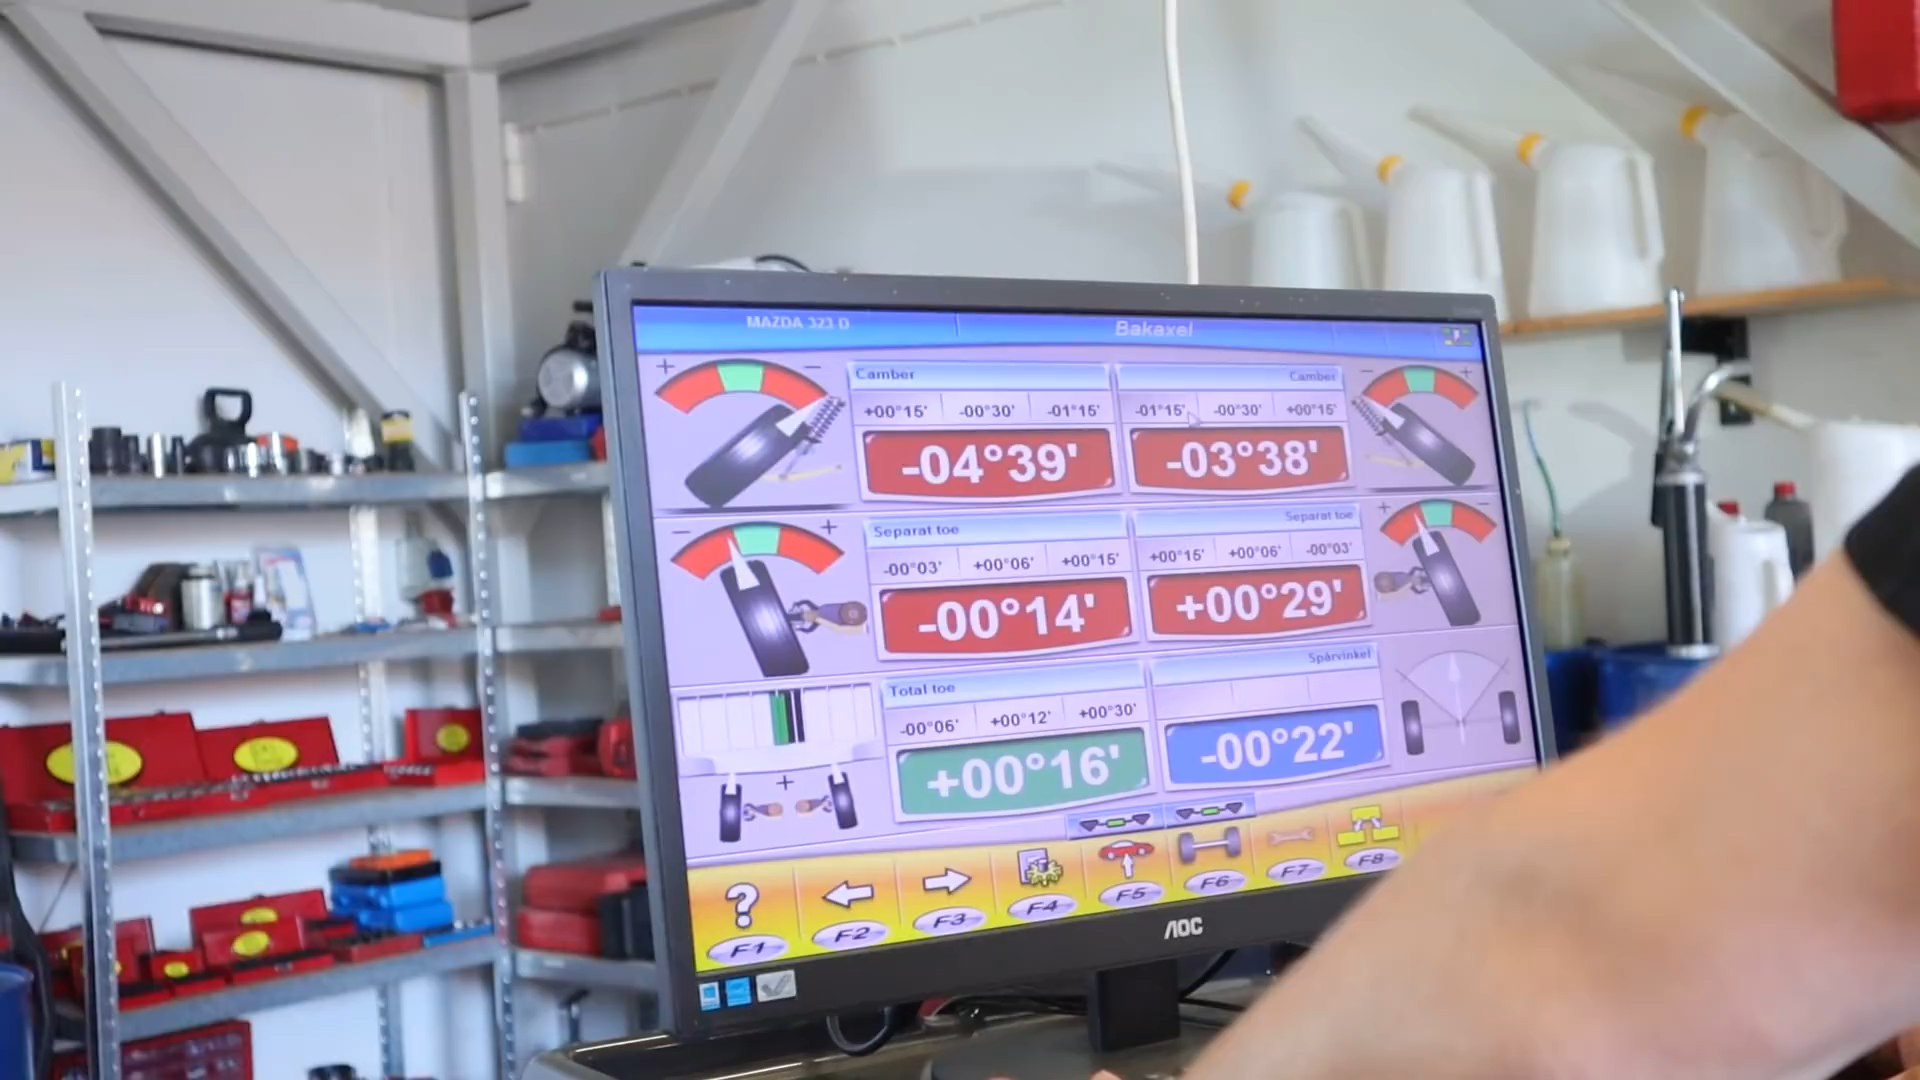 MAZDA 323 D
Bakaxel
Camber
Camber
+00°15' -00°30' -01°15'
-01°15' -00°30' +00°15'
-04°39'
-03°38'
Separat toe
Separat toe
-00°03' +00°06' +00°15'
+00°15' +00°06' -00°03'
-00°14'
+00°29'
Total toe
Spårvinkel
-00°06' +00°12' +00°30'
+00°16'
-00°22'
?
F1 F2 F3 F4 F5 F6 F7 F8
AOC